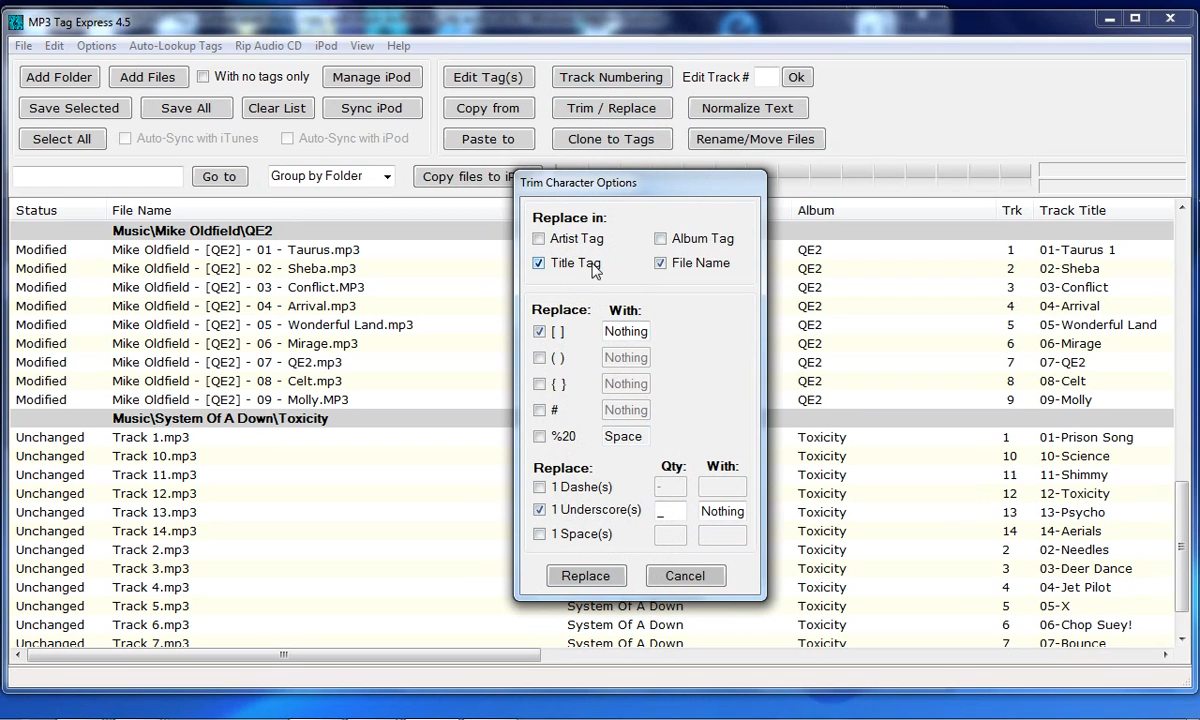 MP3 Tag Express 4.5
File Edit Options Auto-Lookup Tags Rip Audio CD iPod View Help
Add Folder Add Files With no tags only Manage iPod Edit Tag(s) Track Numbering Edit Track # Ok
Save Selected Save All Clear List Sync iPod Copy from Trim / Replace Normalize Text
Select All Auto-Sync with iTunes Auto-Sync with iPod Paste to Clone to Tags Rename/Move Files
Go to Group by Folder Copy files to iP
Trim Character Options
Replace in:
Artist Tag Album Tag
Title Tag File Name
Replace: With:
[ ] Nothing
( ) Nothing
{ } Nothing
# Nothing
%20 Space
Replace: Qty: With:
1 Dashe(s) -
1 Underscore(s) _ Nothing
1 Space(s)
Replace Cancel
Status File Name Album Trk Track Title
Music\Mike Oldfield\QE2
Modified Mike Oldfield - [QE2] - 01 - Taurus.mp3 QE2 1 01-Taurus 1
Modified Mike Oldfield - [QE2] - 02 - Sheba.mp3 QE2 2 02-Sheba
Modified Mike Oldfield - [QE2] - 03 - Conflict.MP3 QE2 3 03-Conflict
Modified Mike Oldfield - [QE2] - 04 - Arrival.mp3 QE2 4 04-Arrival
Modified Mike Oldfield - [QE2] - 05 - Wonderful Land.mp3 QE2 5 05-Wonderful Land
Modified Mike Oldfield - [QE2] - 06 - Mirage.mp3 QE2 6 06-Mirage
Modified Mike Oldfield - [QE2] - 07 - QE2.mp3 QE2 7 07-QE2
Modified Mike Oldfield - [QE2] - 08 - Celt.mp3 QE2 8 08-Celt
Modified Mike Oldfield - [QE2] - 09 - Molly.MP3 QE2 9 09-Molly
Music\System Of A Down\Toxicity
Unchanged Track 1.mp3 Toxicity 1 01-Prison Song
Unchanged Track 10.mp3 Toxicity 10 10-Science
Unchanged Track 11.mp3 Toxicity 11 11-Shimmy
Unchanged Track 12.mp3 Toxicity 12 12-Toxicity
Unchanged Track 13.mp3 Toxicity 13 13-Psycho
Unchanged Track 14.mp3 Toxicity 14 14-Aerials
Unchanged Track 2.mp3 Toxicity 2 02-Needles
Unchanged Track 3.mp3 Toxicity 3 03-Deer Dance
Unchanged Track 4.mp3 Toxicity 4 04-Jet Pilot
Unchanged Track 5.mp3 System Of A Down Toxicity 5 05-X
Unchanged Track 6.mp3 System Of A Down Toxicity 6 06-Chop Suey!
Unchanged Track 7.mp3 System Of A Down Toxicity 7 07-Bounce